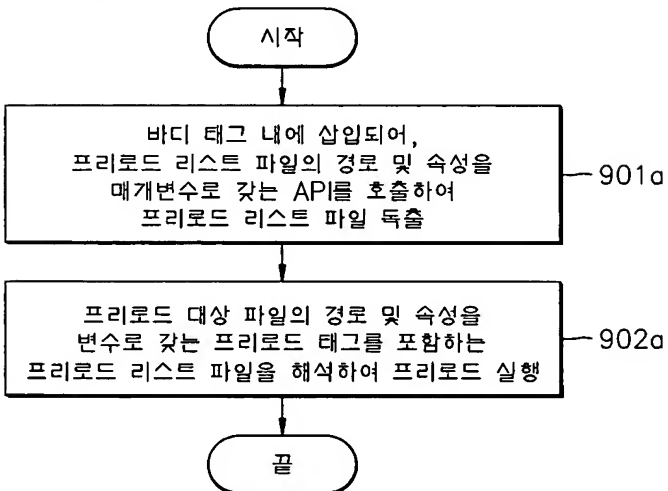 시작
바디 태그 내에 삽입되어,
프리로드 리스트 파일의 경로 및 속성을
매개변수로 갖는 API를 호출하여
프리로드 리스트 파일 독출
901a
프리로드 대상 파일의 경로 및 속성을
변수로 갖는 프리로드 태그를 포함하는
프리로드 리스트 파일을 해석하여 프리로드 실행
902a
끝